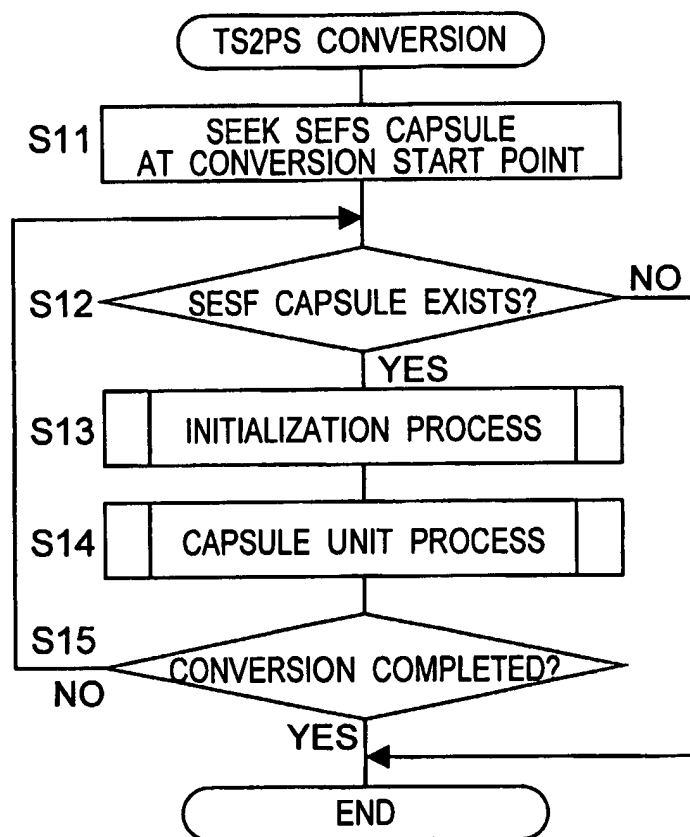 TS2PS CONVERSION
S11
SEEK SEFS CAPSULE
AT CONVERSION START POINT
NO
S12
SESF CAPSULE EXISTS?
YES
S13
INITIALIZATION PROCESS
S14
CAPSULE UNIT PROCESS
S15
CONVERSION COMPLETED?
NO
YES
END